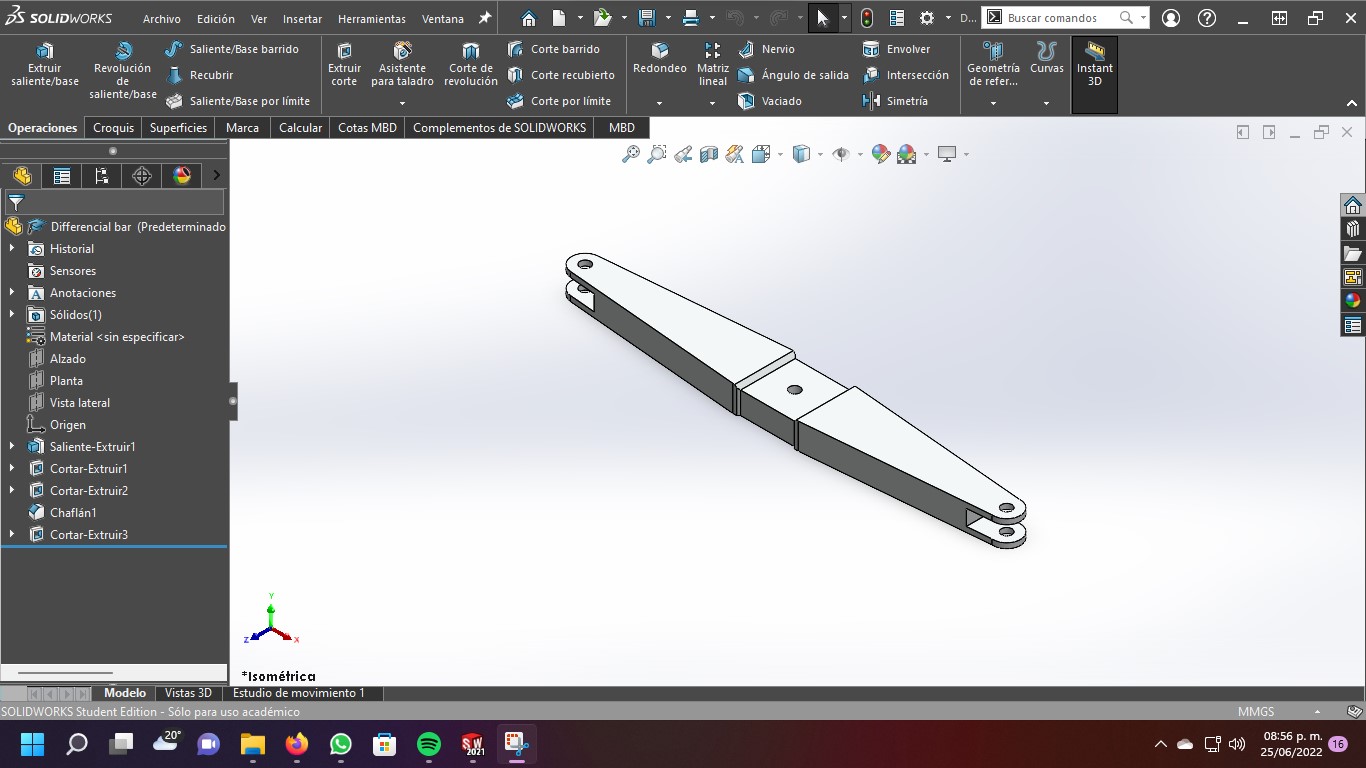 SOLIDWORKS
Archivo Edición Ver Insertar Herramientas Ventana
D...
Buscar comandos
Extruir saliente/base
Revolución de saliente/base
Saliente/Base barrido
Recubrir
Saliente/Base por límite
Extruir corte
Asistente para taladro
Corte de revolución
Corte barrido
Corte recubierto
Corte por límite
Redondeo
Matriz lineal
Nervio
Ángulo de salida
Vaciado
Envolver
Intersección
Simetría
Geometría de refer...
Curvas
Instant 3D
Operaciones Croquis Superficies Marca Calcular Cotas MBD Complementos de SOLIDWORKS MBD
Differencial bar (Predeterminado
Historial
Sensores
Anotaciones
Sólidos(1)
Material <sin especificar>
Alzado
Planta
Vista lateral
Origen
Saliente-Extruir1
Cortar-Extruir1
Cortar-Extruir2
Chaflán1
Cortar-Extruir3
Y
Z
X
*Isométrica
Modelo Vistas 3D Estudio de movimiento 1
SOLIDWORKS Student Edition - Sólo para uso académico
MMGS
20°
SW
2021
08:56 p. m.
25/06/2022
16